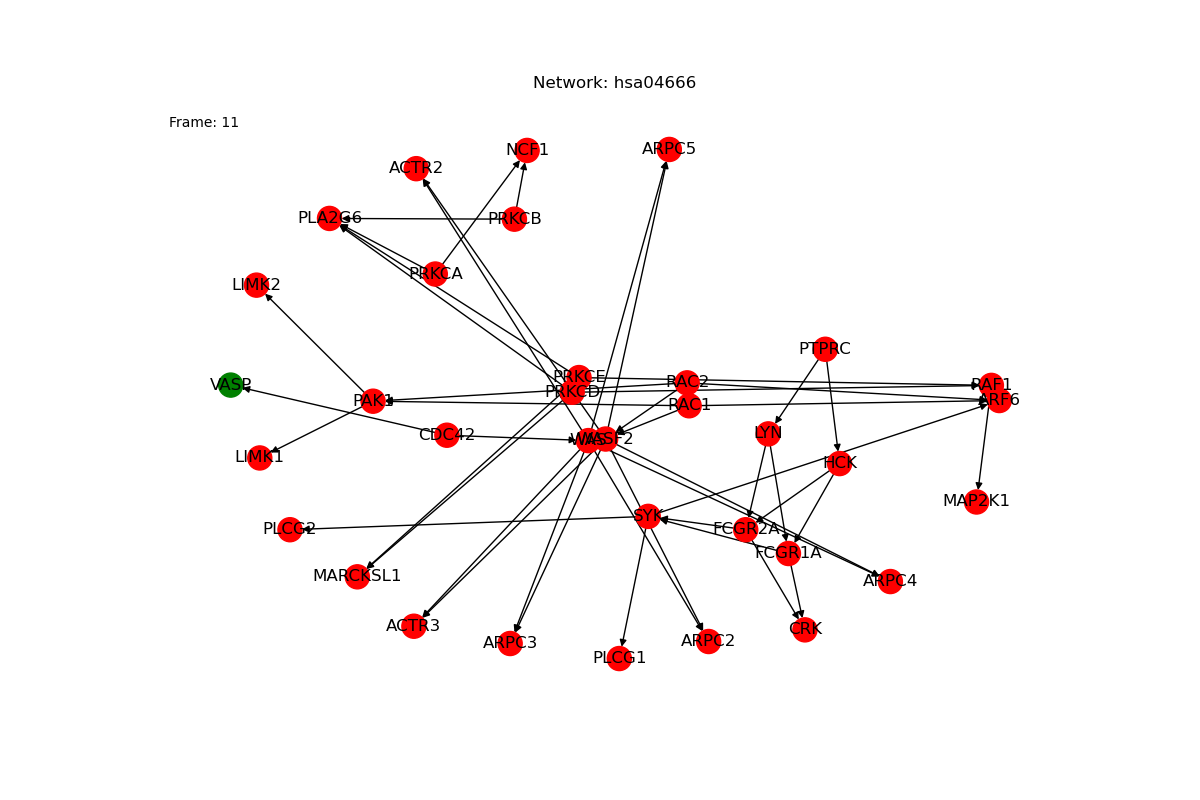 Network: hsa04666
Frame: 11
NCF1
ARPC5
ACTR2
PLA2G6
PRKCB
PRKCA
LIMK2
PTPRC
PRKCE
RAC2
VASP
RAF1
PRKCD
PAK1
RAC1
ARF6
CDC42
LYN
WAS
WASF2
LIMK1
HCK
MAP2K1
SYK
PLCG2
FCGR2A
FCGR1A
MARCKSL1
ARPC4
ACTR3
CRK
ARPC3
ARPC2
PLCG1